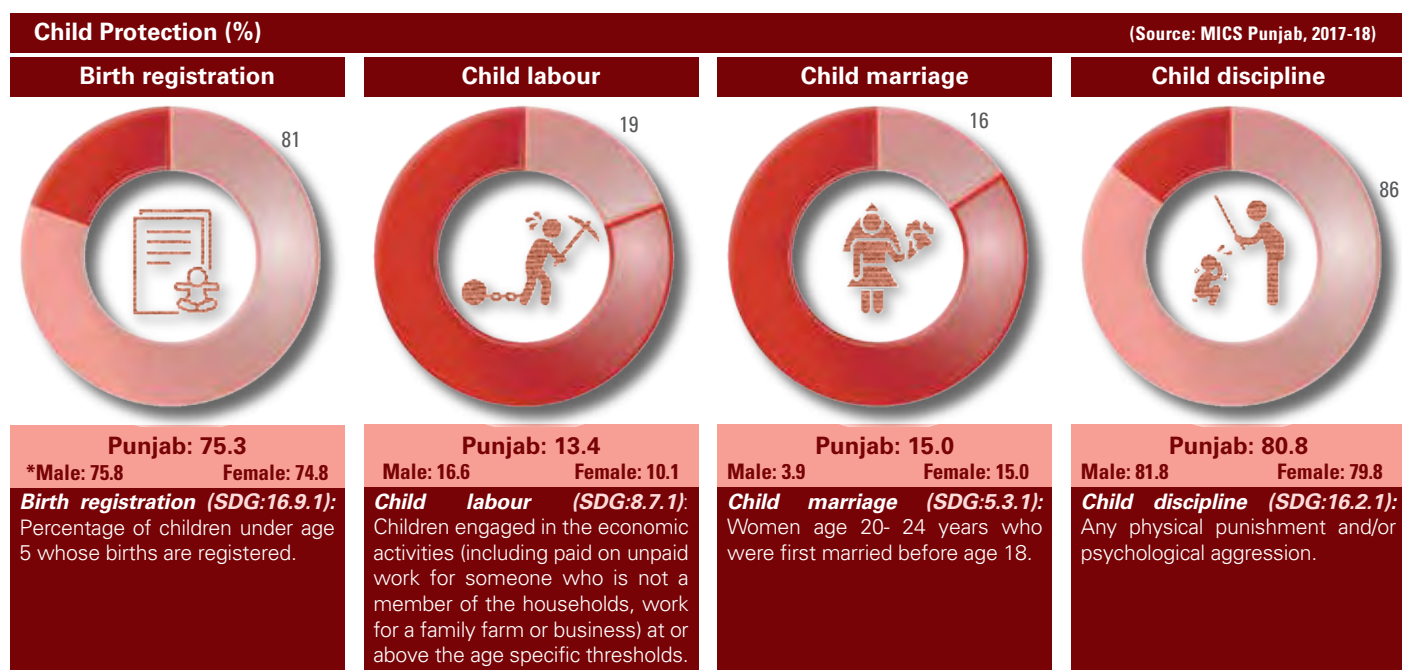 Child Protection (%)
(Source: MICS Punjab, 2017-18)
Birth registration
81
Punjab: 75.3
*Male: 75.8 Female: 74.8
Birth registration (SDG:16.9.1):
Percentage of children under age
5 whose births are registered.
Child labour
19
Punjab: 13.4
Male: 16.6 Female: 10.1
Child labour (SDG:8.7.1):
Children engaged in the economic
activities (including paid on unpaid
work for someone who is not a
member of the households, work
for a family farm or business) at or
above the age specific thresholds.
Child marriage
16
Punjab: 15.0
Male: 3.9 Female: 15.0
Child marriage (SDG:5.3.1):
Women age 20- 24 years who
were first married before age 18.
Child discipline
86
Punjab: 80.8
Male: 81.8 Female: 79.8
Child discipline (SDG:16.2.1):
Any physical punishment and/or
psychological aggression.